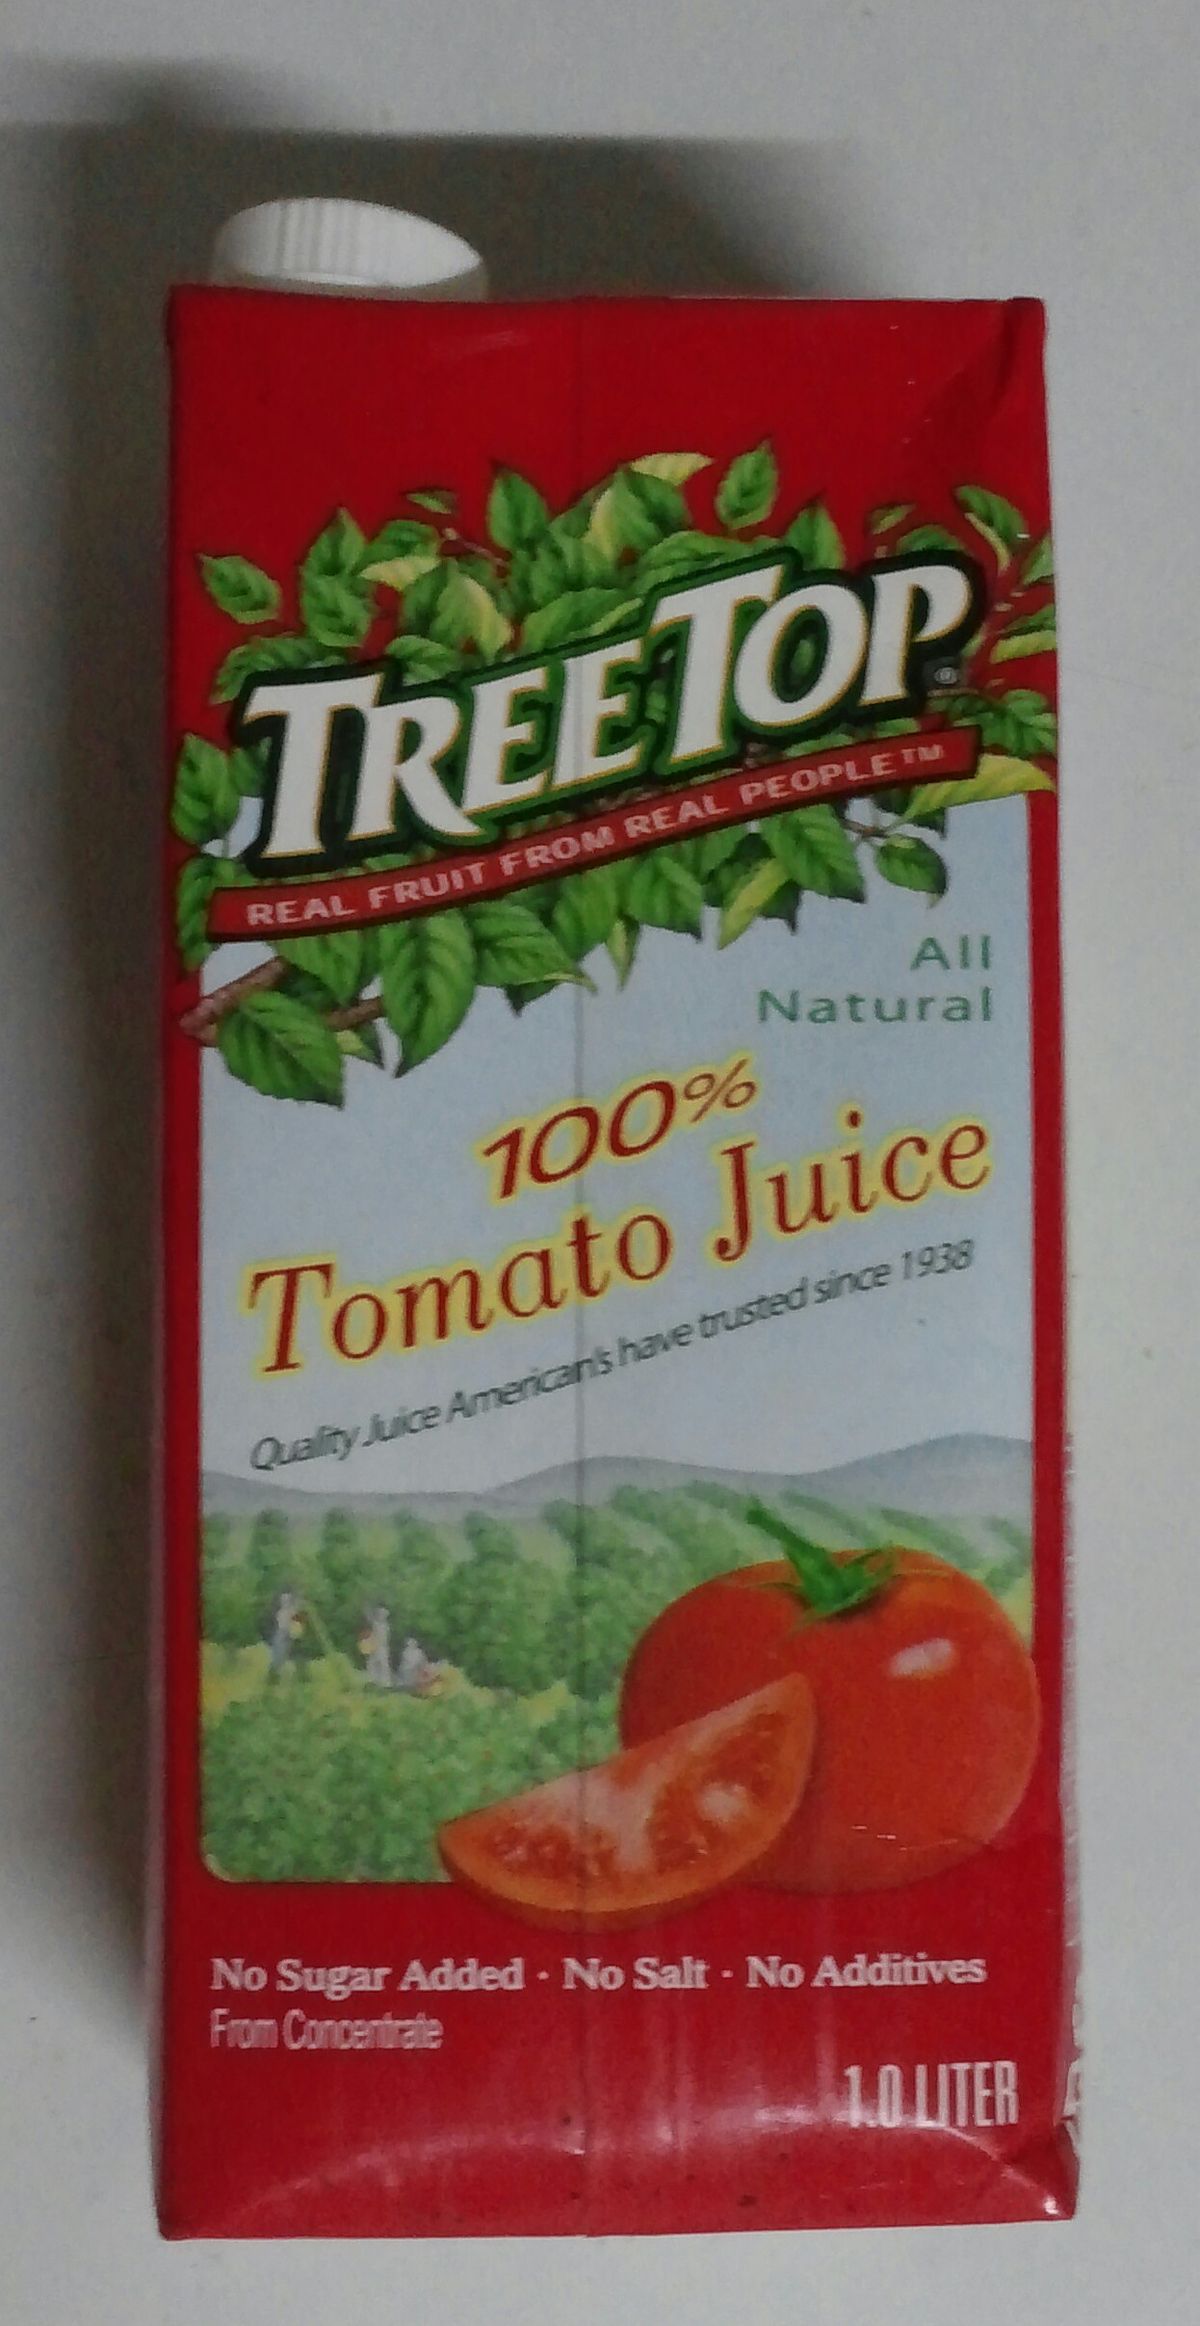 TREE TOP®
REAL FRUIT FROM REAL PEOPLE™
All
Natural
100%
Tomato Juice
Quality Juice American's have trusted since 1938
No Sugar Added · No Salt · No Additives
From Concentrate
1.0 LITER